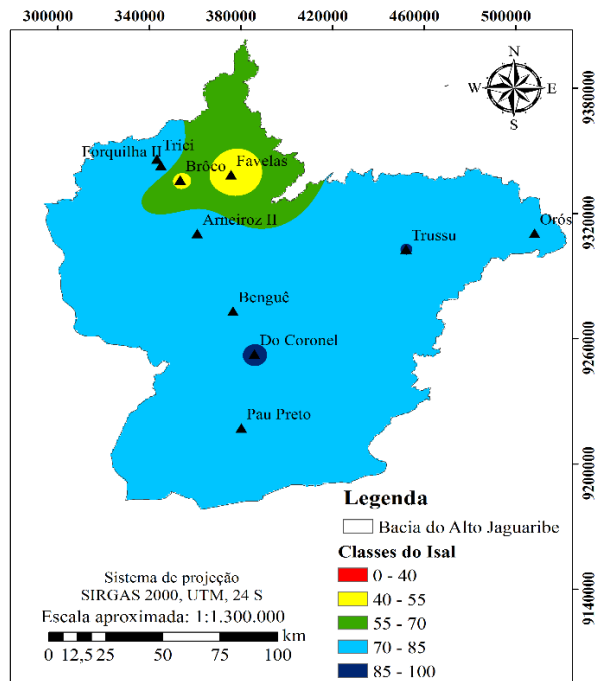 300000 340000 380000 420000 460000 500000
N
W E
S
9380000
9320000
9260000
9200000
9140000
Forquilha II
Trici
Brôco
Favelas
Arneiroz II
Trussu
Orós
Benguê
Do Coronel
Pau Preto
Legenda
Bacia do Alto Jaguaribe
Classes do Isal
0 - 40
40 - 55
55 - 70
70 - 85
85 - 100
Sistema de projeção
SIRGAS 2000, UTM, 24 S
Escala aproximada: 1:1.300.000
km
0 12,5 25 50 75 100